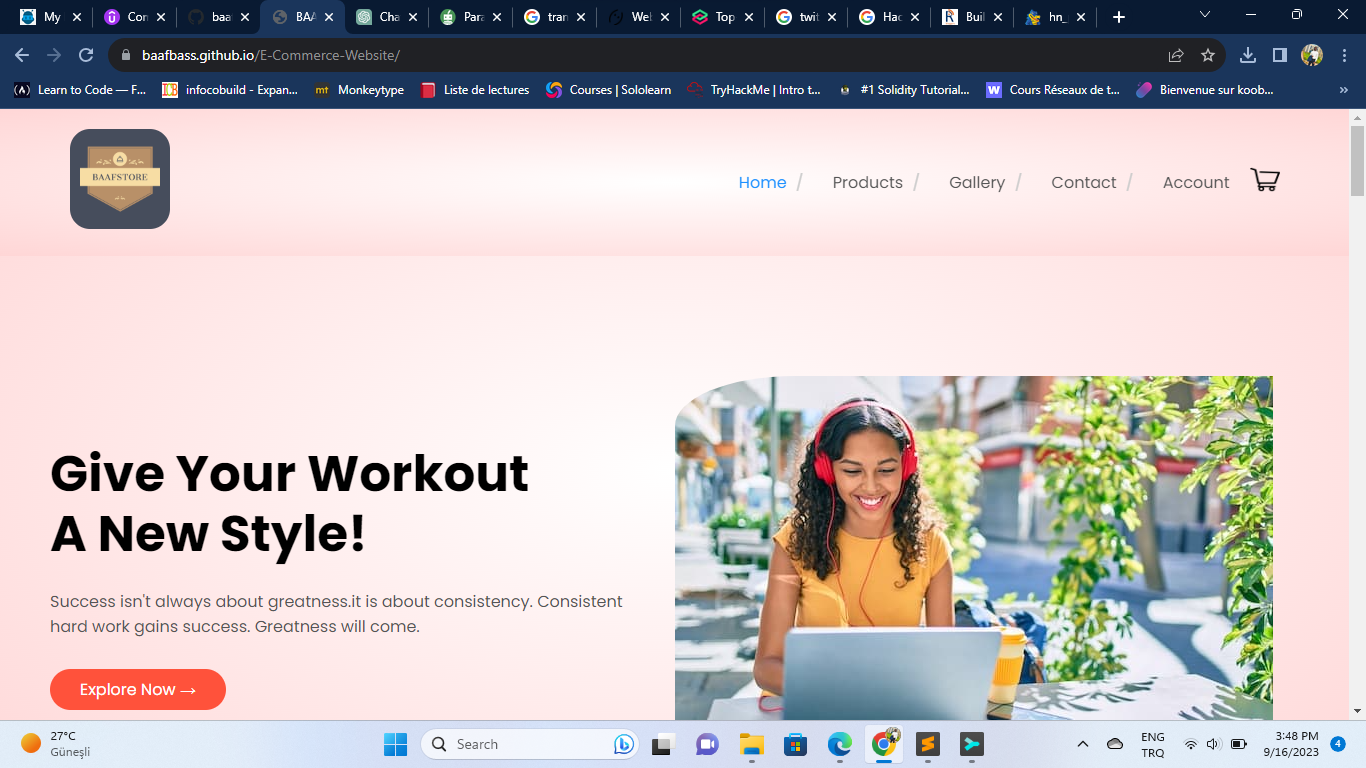 My
Con
baa
BAA
Cha
Para
tran
Web
Top
twit
Hac
Buil
hn_
baafbass.github.io/E-Commerce-Website/
Learn to Code — F...
infocobuild - Expan...
mt Monkeytype
Liste de lectures
Courses | Sololearn
TryHackMe | Intro t...
#1 Solidity Tutorial...
W Cours Réseaux de t...
Bienvenue sur koob...
»
BAAFSTORE
Home / Products / Gallery / Contact / Account
Give Your Workout
A New Style!
Success isn't always about greatness.it is about consistency. Consistent
hard work gains success. Greatness will come.
Explore Now →
27°C
Güneşli
Search
ENG
TRQ
3:48 PM
9/16/2023
4